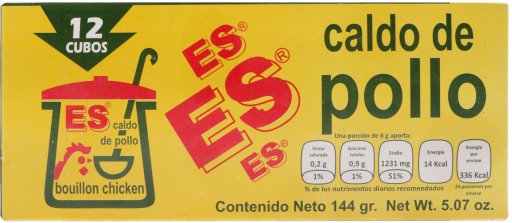 12
CUBOS
ES®
ES®
ES®
caldo de
pollo
ES® caldo
de pollo
bouillon chicken
Una porción de 6 g aporta:
Grasa saturada 0,2 g 1%
Azucares totales 0,9 g 1%
Sodio 1231 mg 51%
Energía 14 Kcal
Energía por envase 336 Kcal
% de los nutrimentos diarios recomendados
24 porciones por envase
Contenido Neto 144 gr. Net Wt. 5.07 oz.